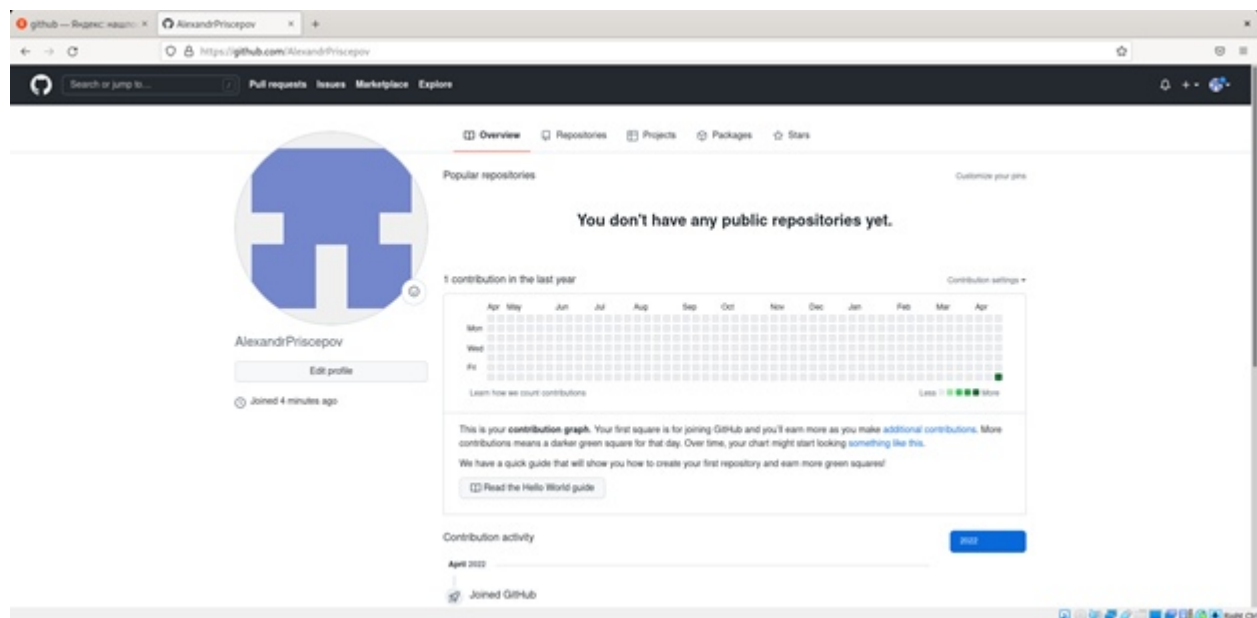 github — Яндекс: нашло
AlexandrPriscepov
https://github.com/AlexandrPriscepov
Search or jump to...
/
Pull requests Issues Marketplace Explore
Overview Repositories Projects Packages Stars
Popular repositories
Customize your pins
You don't have any public repositories yet.
1 contribution in the last year
Contribution settings
Apr May Jun Jul Aug Sep Oct Nov Dec Jan Feb Mar Apr
Mon
Wed
Fri
Learn how we count contributions
Less More
AlexandrPriscepov
Edit profile
Joined 4 minutes ago
This is your contribution graph. Your first square is for joining GitHub and you'll earn more as you make additional contributions. More
contributions means a darker green square for that day. Over time, your chart might start looking something like this.
We have a quick guide that will show you how to create your first repository and earn more green squares!
Read the Hello World guide
Contribution activity
2022
April 2022
Joined GitHub
Right Ctrl